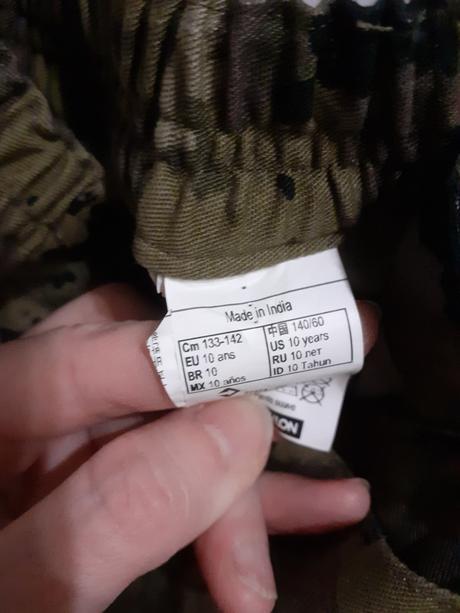 Made in India
Cm 133-142
EU 10 ans
BR 10
MX 10 años
中国 140/60
US 10 years
RU 10 лет
ID 10 Tahun